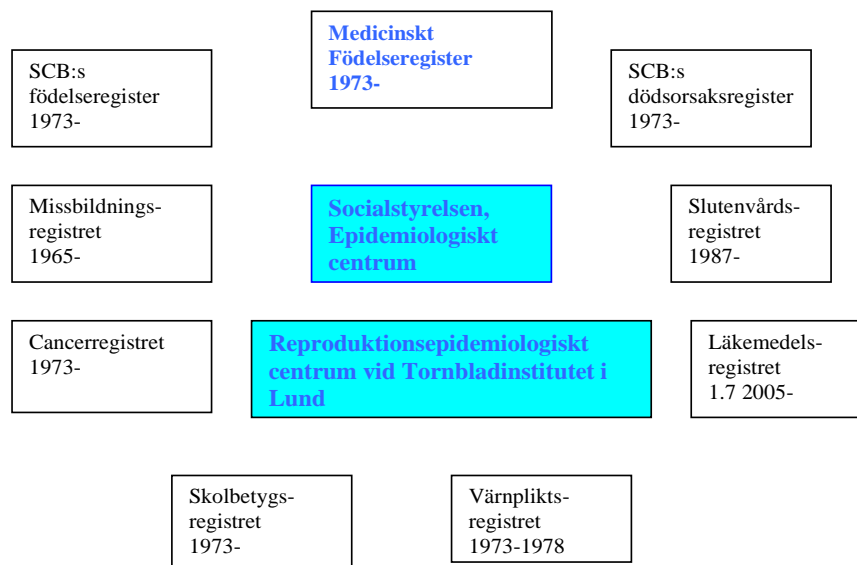 Medicinskt
Födelseregister
1973-
SCB:s
födelseregister
1973-
SCB:s
dödsorsaksregister
1973-
Missbildnings-
registret
1965-
Socialstyrelsen,
Epidemiologiskt
centrum
Slutenvårds-
registret
1987-
Cancerregistret
1973-
Reproduktionsepidemiologiskt
centrum vid Tornbladinstitutet i
Lund
Läkemedels-
registret
1.7 2005-
Skolbetygs-
registret
1973-
Värnplikts-
registret
1973-1978